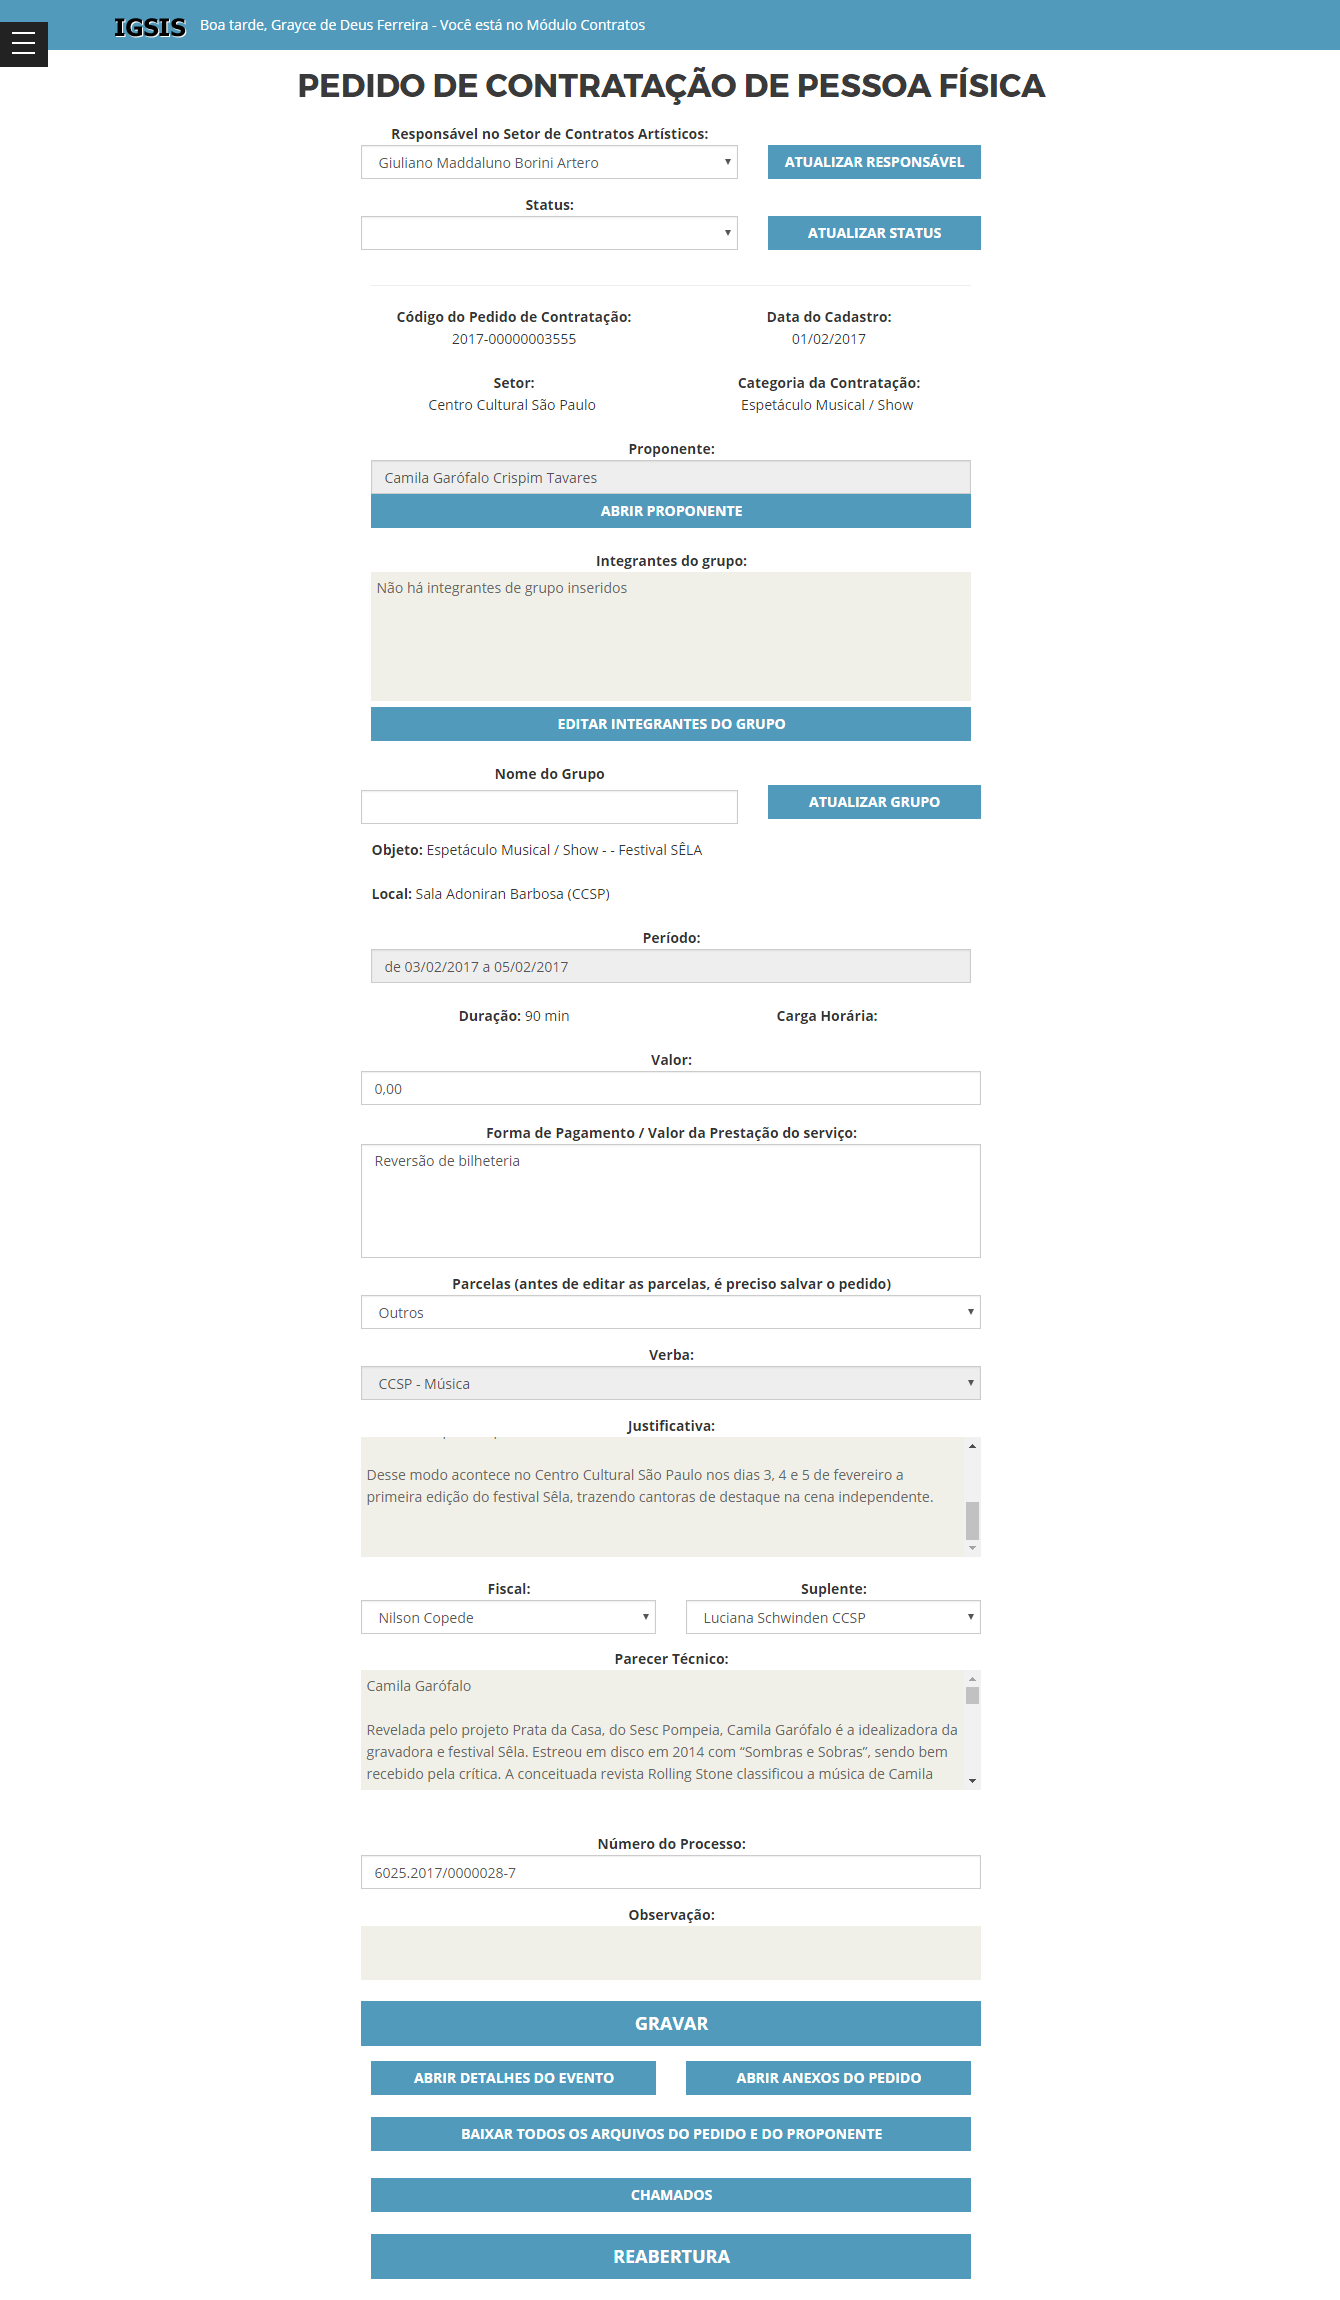 IGSIS Boa tarde, Grayce de Deus Ferreira - Você está no Módulo Contratos
PEDIDO DE CONTRATAÇÃO DE PESSOA FÍSICA
Responsável no Setor de Contratos Artísticos:
Giuliano Maddaluno Borini Artero ATUALIZAR RESPONSÁVEL
Status:
ATUALIZAR STATUS
Código do Pedido de Contratação: Data do Cadastro:
2017-00000003555 01/02/2017
Setor: Categoria da Contratação:
Centro Cultural São Paulo Espetáculo Musical / Show
Proponente:
Camila Garófalo Crispim Tavares
ABRIR PROPONENTE
Integrantes do grupo:
Não há integrantes de grupo inseridos
EDITAR INTEGRANTES DO GRUPO
Nome do Grupo
ATUALIZAR GRUPO
Objeto: Espetáculo Musical / Show - - Festival SÊLA
Local: Sala Adoniran Barbosa (CCSP)
Período:
de 03/02/2017 a 05/02/2017
Duração: 90 min Carga Horária:
Valor:
0,00
Forma de Pagamento / Valor da Prestação do serviço:
Reversão de bilheteria
Parcelas (antes de editar as parcelas, é preciso salvar o pedido)
Outros
Verba:
CCSP - Música
Justificativa:
Desse modo acontece no Centro Cultural São Paulo nos dias 3, 4 e 5 de fevereiro a
primeira edição do festival Sêla, trazendo cantoras de destaque na cena independente.
Fiscal: Suplente:
Nilson Copede Luciana Schwinden CCSP
Parecer Técnico:
Camila Garófalo
Revelada pelo projeto Prata da Casa, do Sesc Pompeia, Camila Garófalo é a idealizadora da
gravadora e festival Sêla. Estreou em disco em 2014 com “Sombras e Sobras”, sendo bem
recebido pela crítica. A conceituada revista Rolling Stone classificou a música de Camila
Número do Processo:
6025.2017/0000028-7
Observação:
GRAVAR
ABRIR DETALHES DO EVENTO ABRIR ANEXOS DO PEDIDO
BAIXAR TODOS OS ARQUIVOS DO PEDIDO E DO PROPONENTE
CHAMADOS
REABERTURA